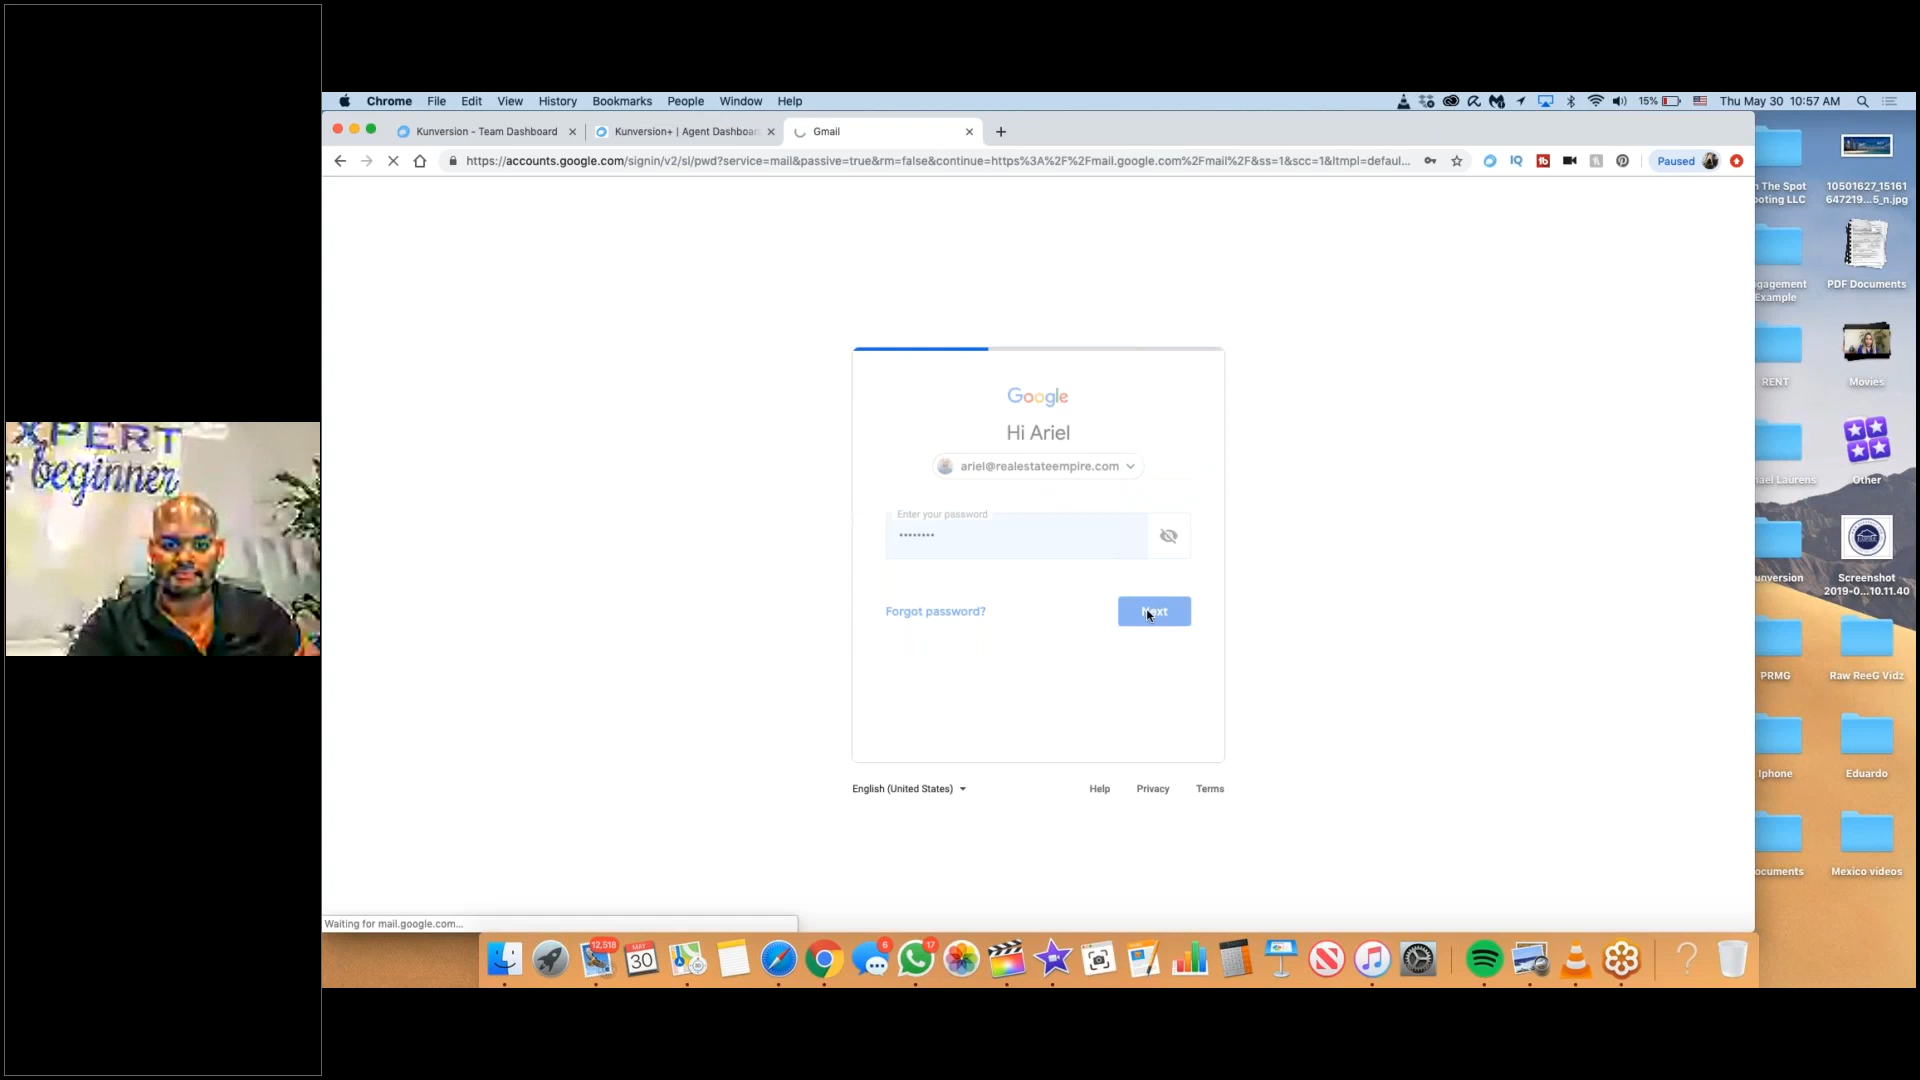 XPERT
beginner
Chrome File Edit View History Bookmarks People Window Help
15% Thu May 30 10:57 AM
Kunversion - Team Dashboard
Kunversion+ | Agent Dashboar
Gmail
https://accounts.google.com/signin/v2/sl/pwd?service=mail&passive=true&rm=false&continue=https%3A%2F%2Fmail.google.com%2Fmail%2F&ss=1&scc=1&ltmpl=defaul...
Paused
Google
Hi Ariel
ariel@realestateempire.com
Enter your password
••••••••
Forgot password?
Next
English (United States)
Help Privacy Terms
Waiting for mail.google.com...
The Spot
ooting LLC
10501627_15161
647219...5_n.jpg
gagement
Example
PDF Documents
RENT
Movies
ael Laurens
Other
unversion
Screenshot
2019-0...10.11.40
PRMG
Raw ReeG Vidz
Iphone
Eduardo
ocuments
Mexico videos
12,518
MAY
30
6
17